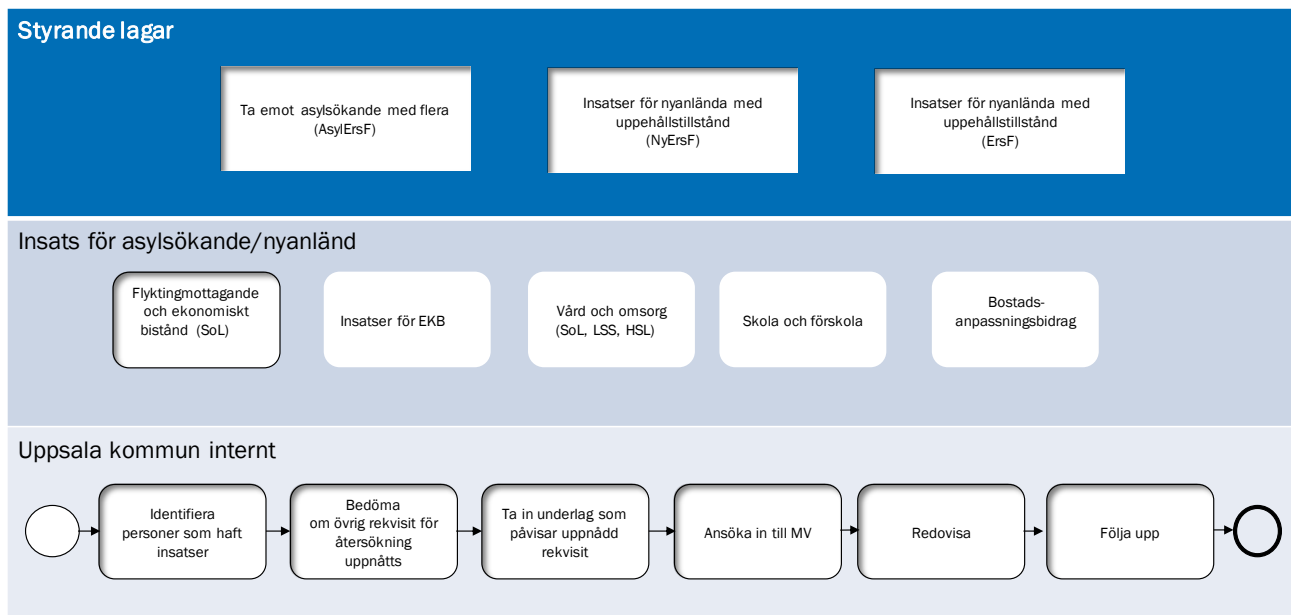 Styrande lagar
Ta emot asylsökande med flera
(AsylErsF)
Insatser för nyanlända med
uppehållstillstånd
(NyErsF)
Insatser för nyanlända med
uppehållstillstånd
(ErsF)
Insats för asylsökande/nyanländ
Flyktingmottagande
och ekonomiskt
bistånd (SoL)
Insatser för EKB
Vård och omsorg
(SoL, LSS, HSL)
Skola och förskola
Bostads-
anpassningsbidrag
Uppsala kommun internt
Identifiera
personer som haft
insatser
Bedöma
om övrig rekvisit för
återsökning
uppnåtts
Ta in underlag som
påvisar uppnådd
rekvisit
Ansöka in till MV
Redovisa
Följa upp